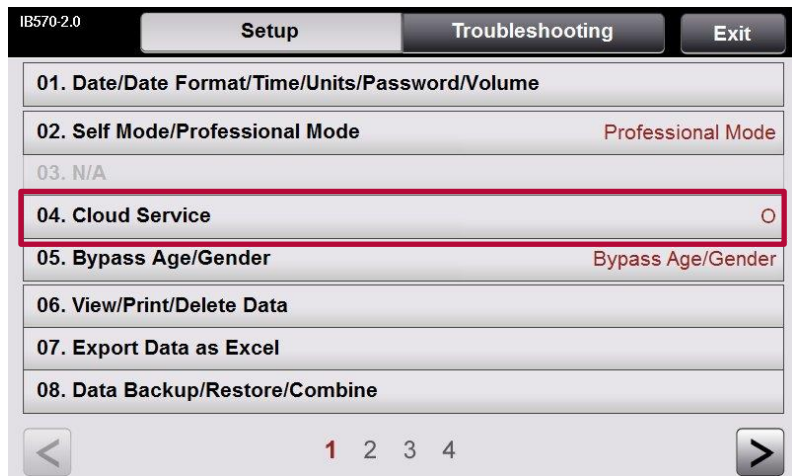 IB570-2.0
Setup
Troubleshooting
Exit
01. Date/Date Format/Time/Units/Password/Volume
02. Self Mode/Professional Mode Professional Mode
03. N/A
04. Cloud Service O
05. Bypass Age/Gender Bypass Age/Gender
06. View/Print/Delete Data
07. Export Data as Excel
08. Data Backup/Restore/Combine
< 1 2 3 4 >